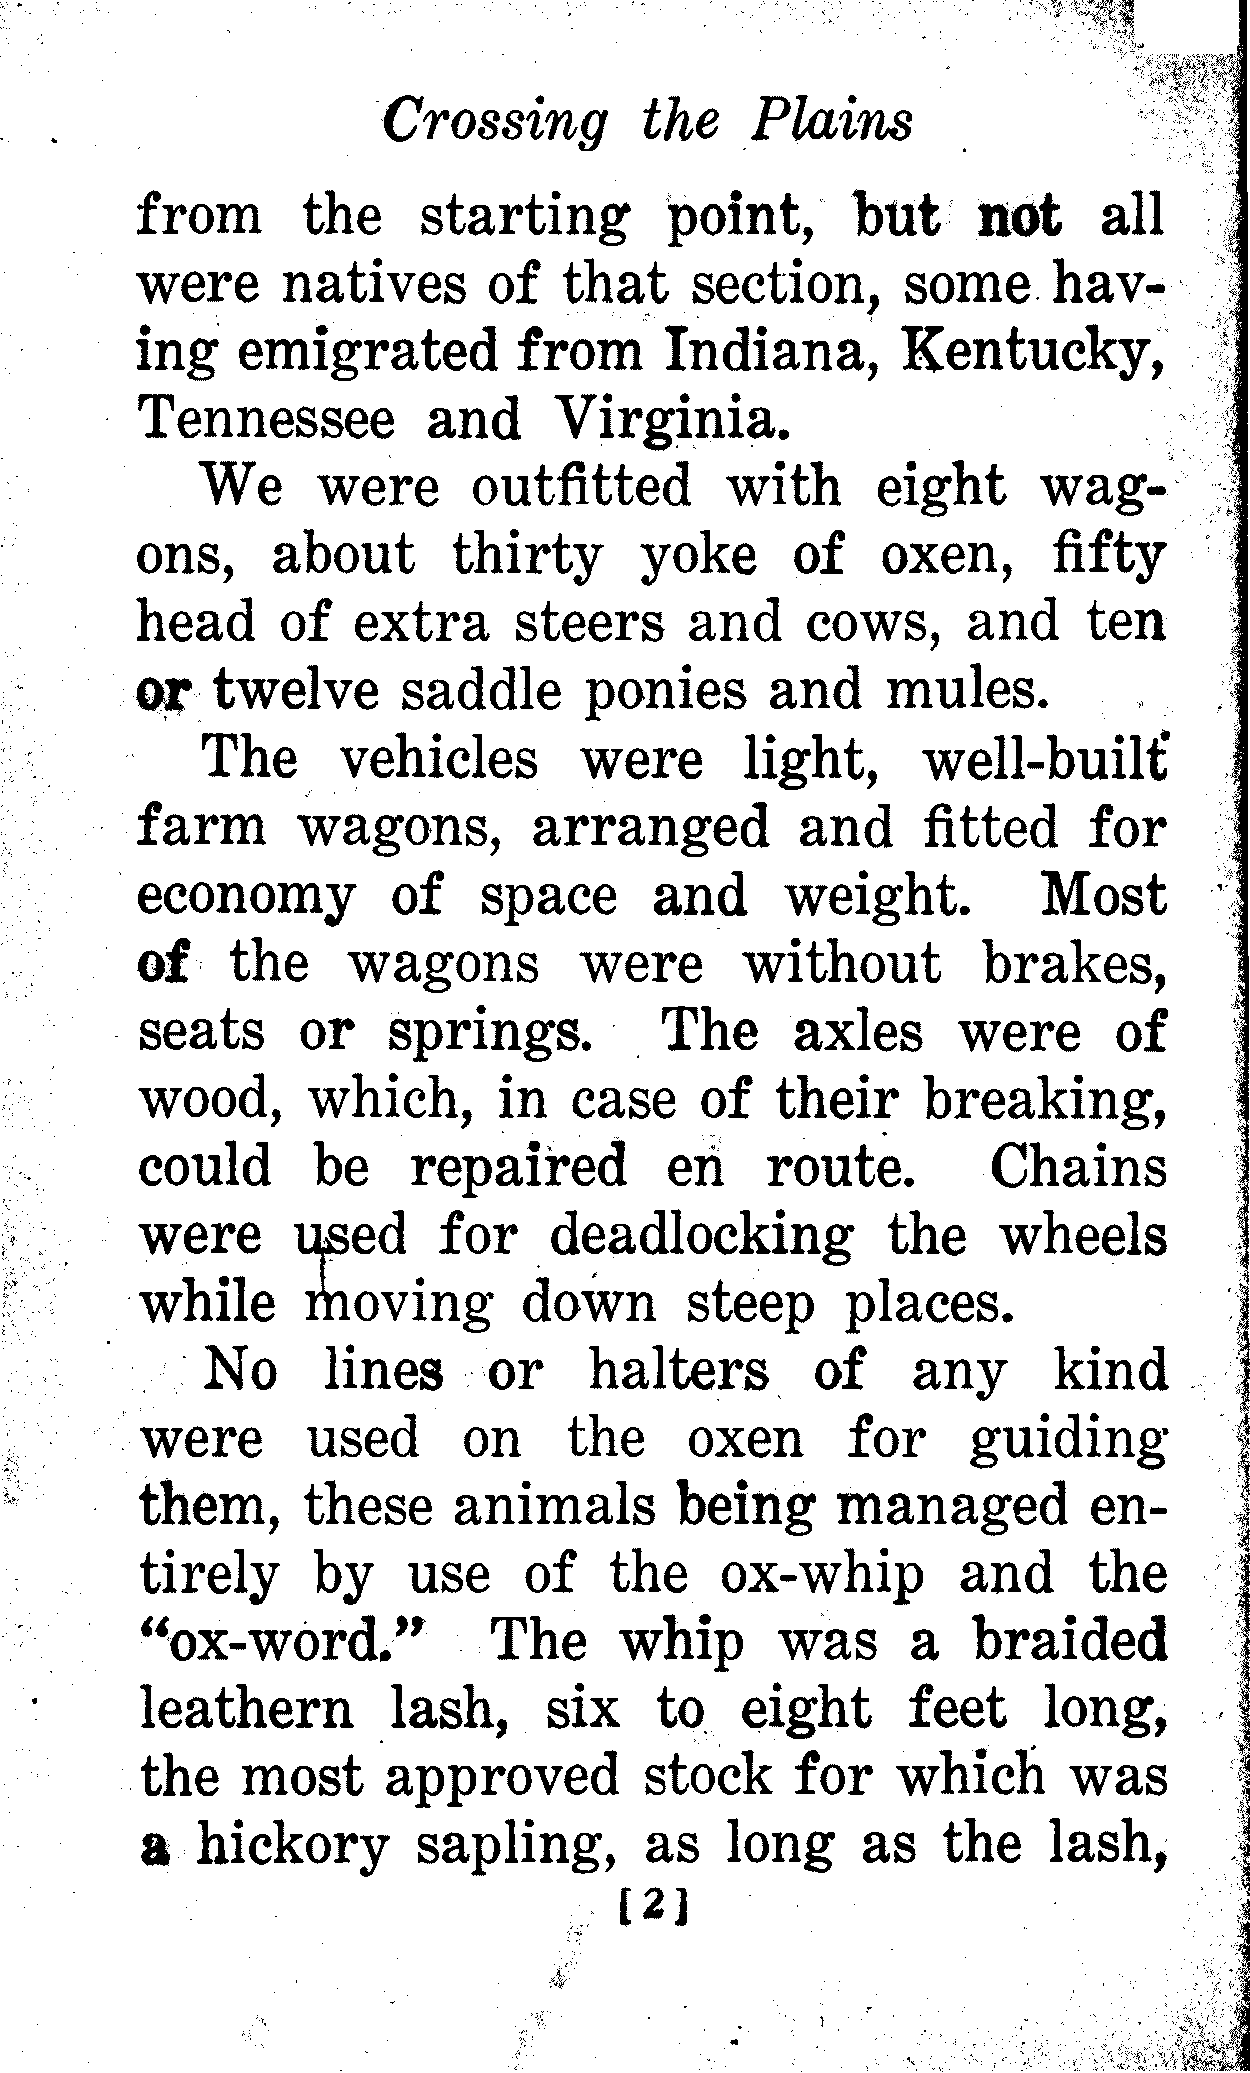 Crossing the Plains
from the starting point, but not all
were natives of that section, some hav-
ing emigrated from Indiana, Kentucky,
Tennessee and Virginia.
We were outfitted with eight wag-
ons, about thirty yoke of oxen, fifty
head of extra steers and cows, and ten
or twelve saddle ponies and mules.
The vehicles were light, well-built
farm wagons, arranged and fitted for
economy of space and weight. Most
of the wagons were without brakes,
seats or springs. The axles were of
wood, which, in case of their breaking,
could be repaired en route. Chains
were used for deadlocking the wheels
while moving down steep places.
No lines or halters of any kind
were used on the oxen for guiding
them, these animals being managed en-
tirely by use of the ox-whip and the
“ox-word.” The whip was a braided
leathern lash, six to eight feet long,
the most approved stock for which was
a hickory sapling, as long as the lash,
[2]